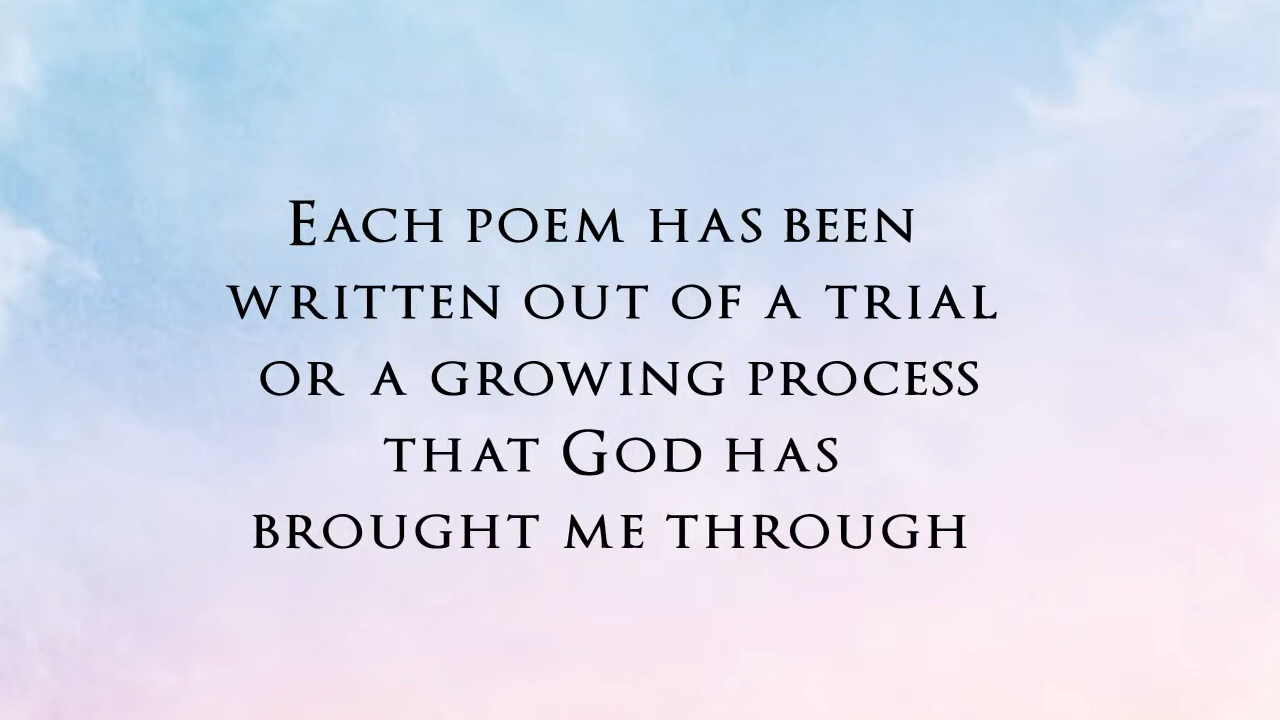 Each poem has been
written out of a trial
or a growing process
that God has
brought me through